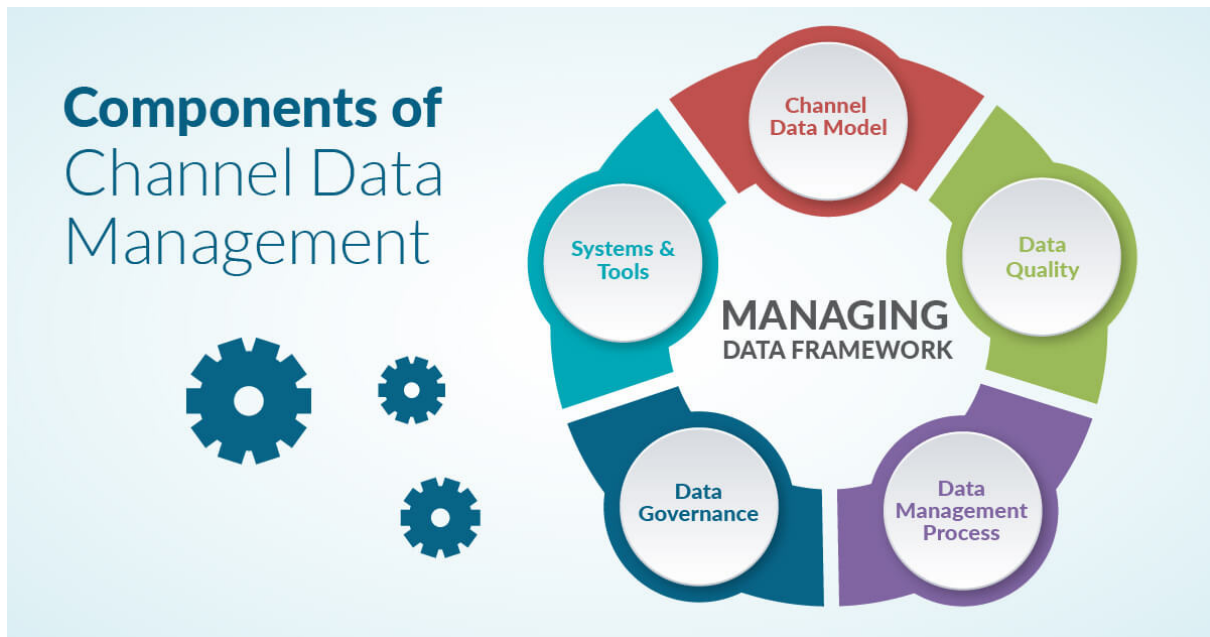 Components of
Channel Data
Management
Channel
Data Model
Systems &
Tools
Data
Quality
MANAGING
DATA FRAMEWORK
Data
Governance
Data
Management
Process